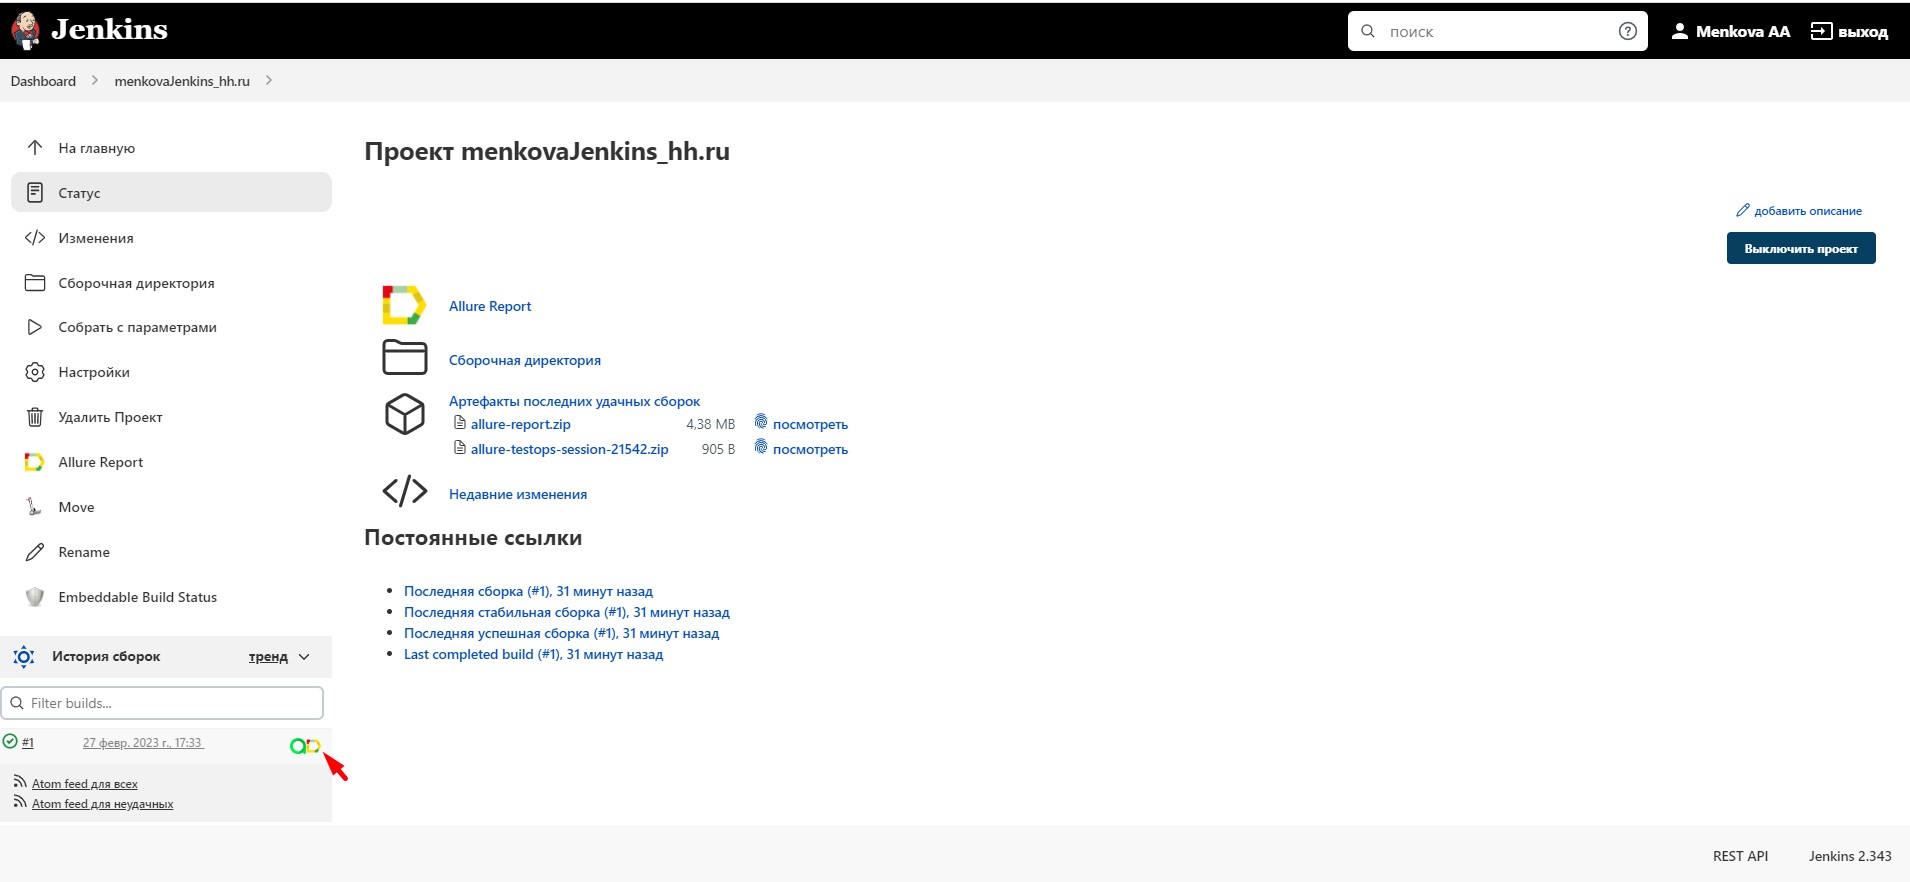 Jenkins
поиск
Menkova AA
выход
Dashboard
menkovaJenkins_hh.ru
На главную
Статус
Изменения
Сборочная директория
Собрать с параметрами
Настройки
Удалить Проект
Allure Report
Move
Rename
Embeddable Build Status
История сборок
тренд
Filter builds...
#1
27 февр. 2023 г., 17:33
Atom feed для всех
Atom feed для неудачных
Проект menkovaJenkins_hh.ru
добавить описание
Выключить проект
Allure Report
Сборочная директория
Артефакты последних удачных сборок
allure-report.zip 4,38 MB посмотреть
allure-testops-session-21542.zip 905 B посмотреть
Недавние изменения
Постоянные ссылки
Последняя сборка (#1), 31 минут назад
Последняя стабильная сборка (#1), 31 минут назад
Последняя успешная сборка (#1), 31 минут назад
Last completed build (#1), 31 минут назад
REST API
Jenkins 2.343